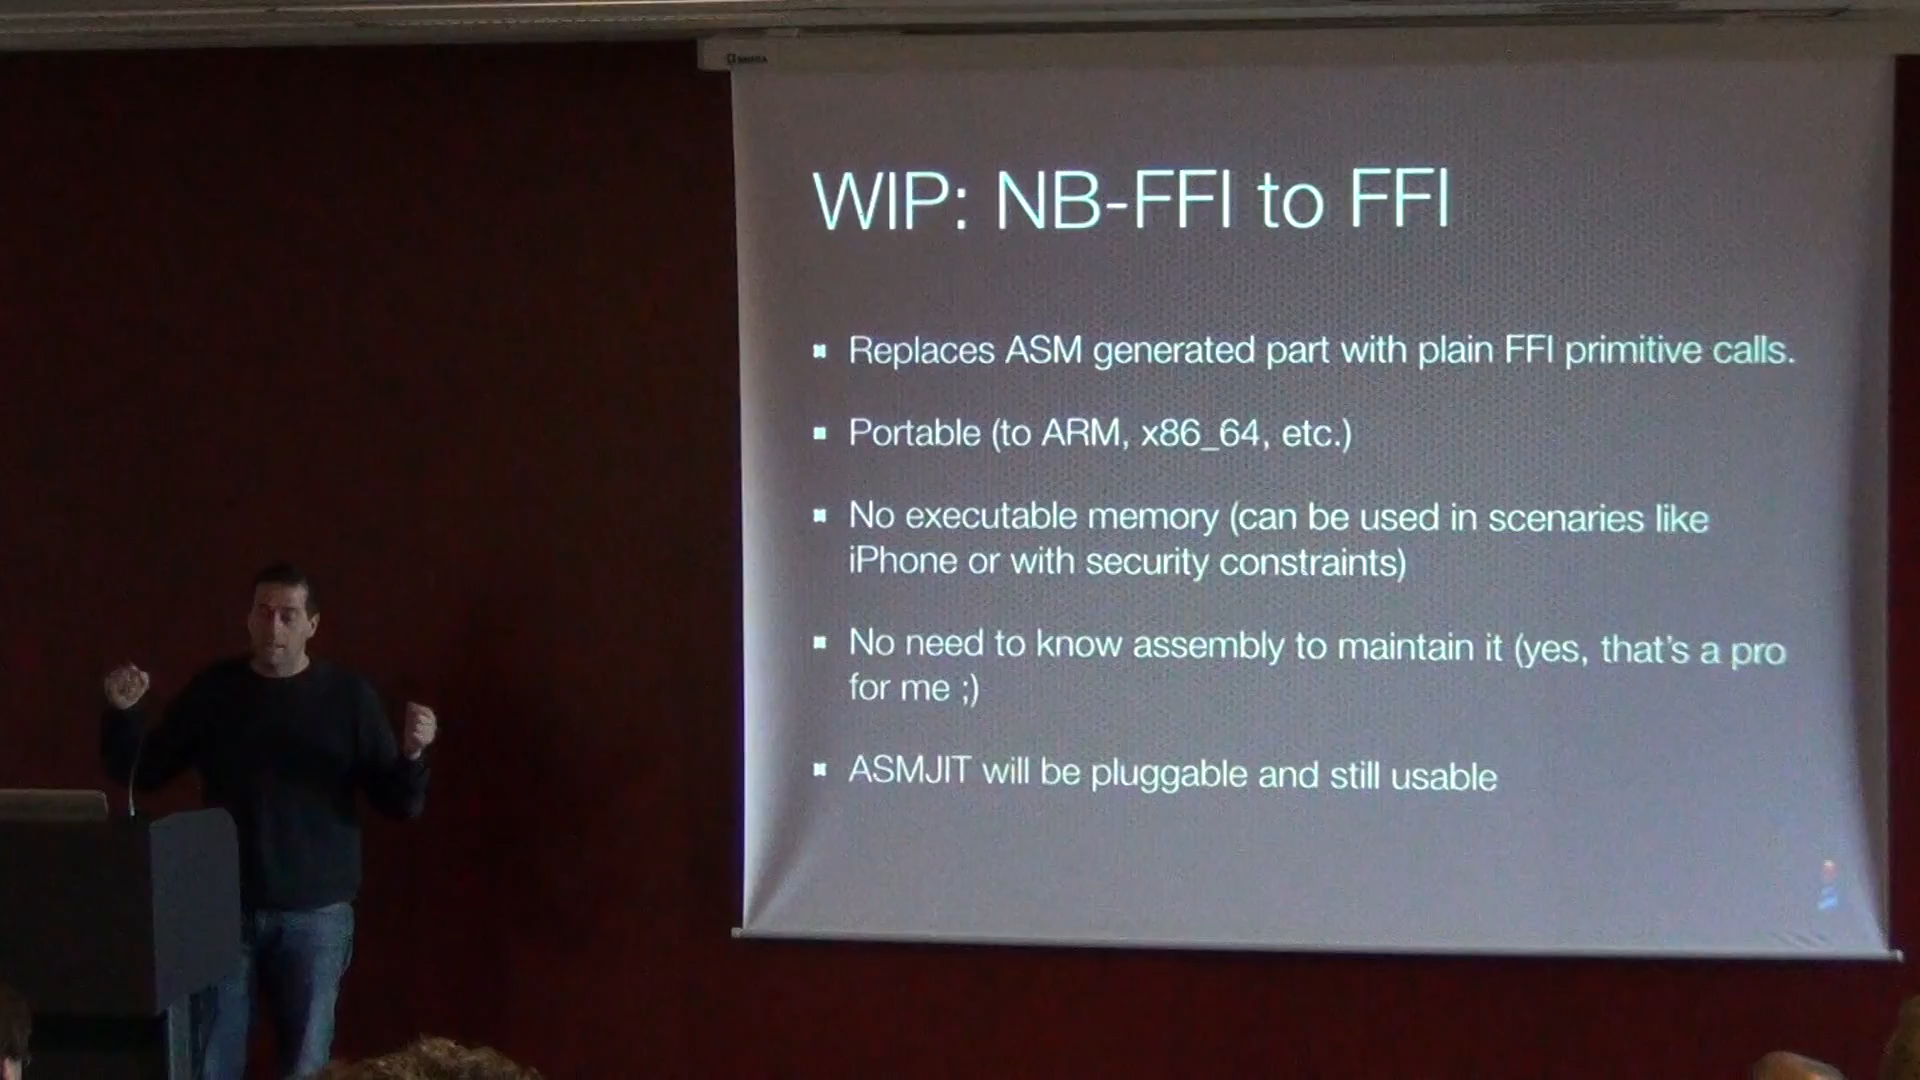 WIP: NB-FFI to FFI
Replaces ASM generated part with plain FFI primitive calls.
Portable (to ARM, x86_64, etc.)
No executable memory (can be used in scenaries like
iPhone or with security constraints)
No need to know assembly to maintain it (yes, that's a pro
for me ;)
ASMJIT will be pluggable and still usable